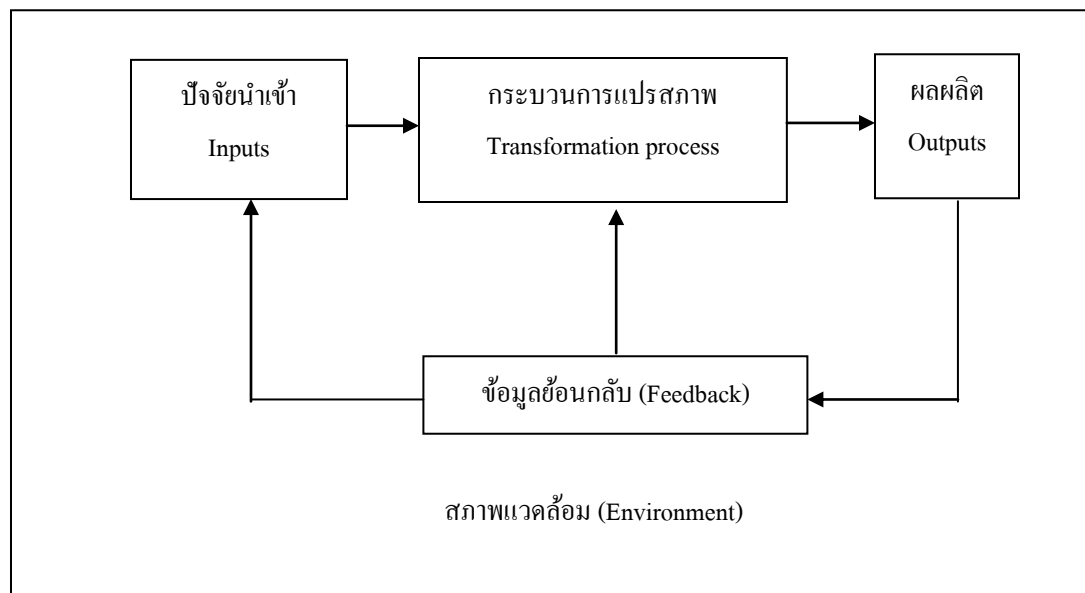 ปัจจัยนำเข้า
Inputs
กระบวนการแปรสภาพ
Transformation process
ผลผลิต
Outputs
ข้อมูลย้อนกลับ (Feedback)
สภาพแวดล้อม (Environment)